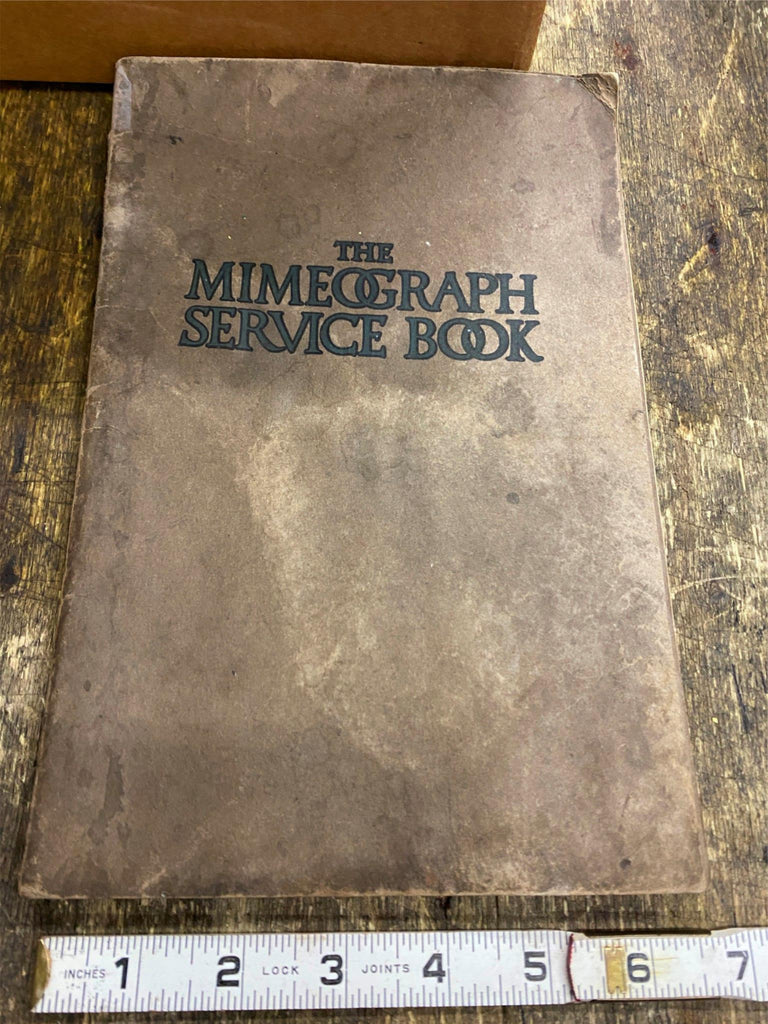 THE
MIMEOGRAPH
SERVICE BOOK
INCHES 1 2 LOCK 3 JOINTS 4 5 6 7